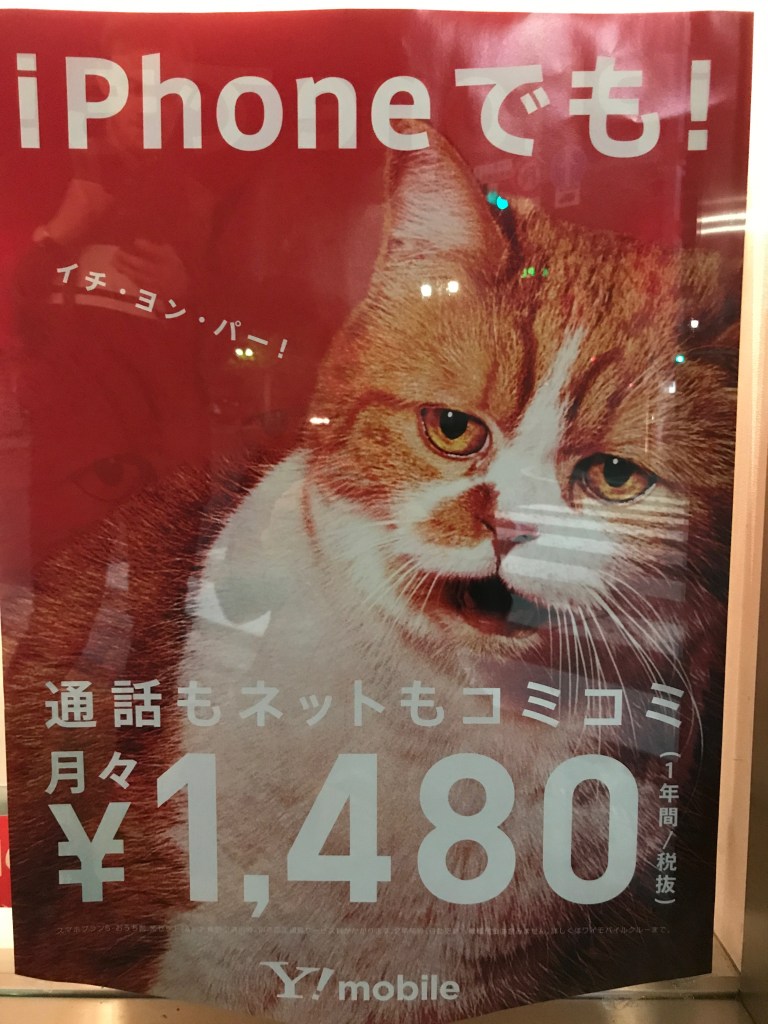 iPhoneでも!
イチ・ヨン・パー!
通話もネットもコミコミ
月々
¥1,480
(1年間/税抜)
Y!mobile